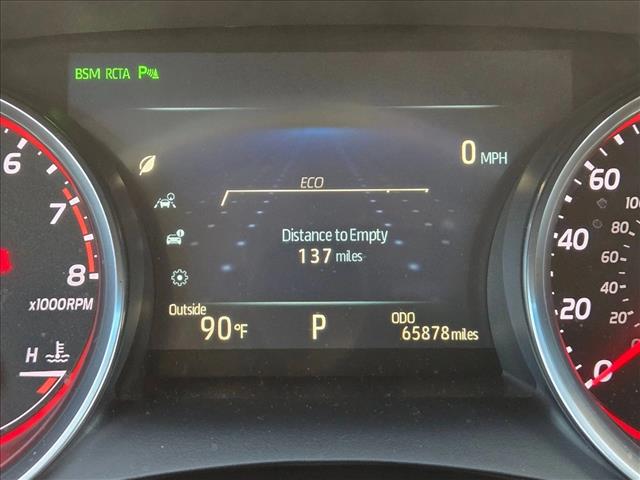 BSM RCTA P
0 MPH
ECO
Distance to Empty
137 miles
Outside
90°F
P
ODO
65878 miles
6
7
8
x1000RPM
H
60
40
20
0
100
80
60
40
20